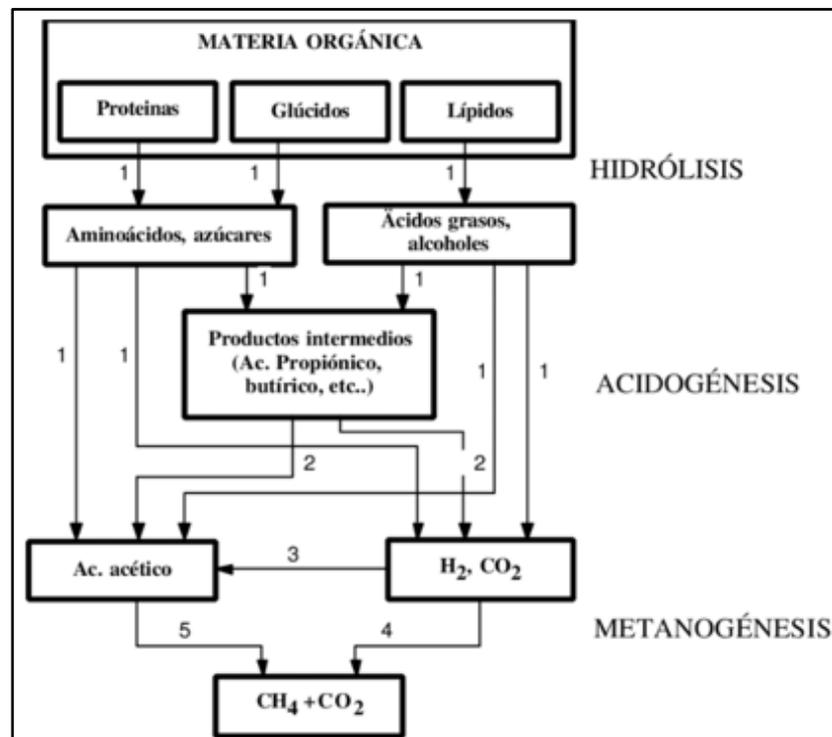 MATERIA ORGÁNICA
Proteinas
Glúcidos
Lípidos
1
1
1
HIDRÓLISIS
Aminoácidos, azúcares
Äcidos grasos,
alcoholes
1
1
1
1
1
1
Productos intermedios
(Ac. Propiónico,
butírico, etc..)
ACIDOGÉNESIS
2
2
Ac. acético
3
H2, CO2
5
4
METANOGÉNESIS
CH4 + CO2